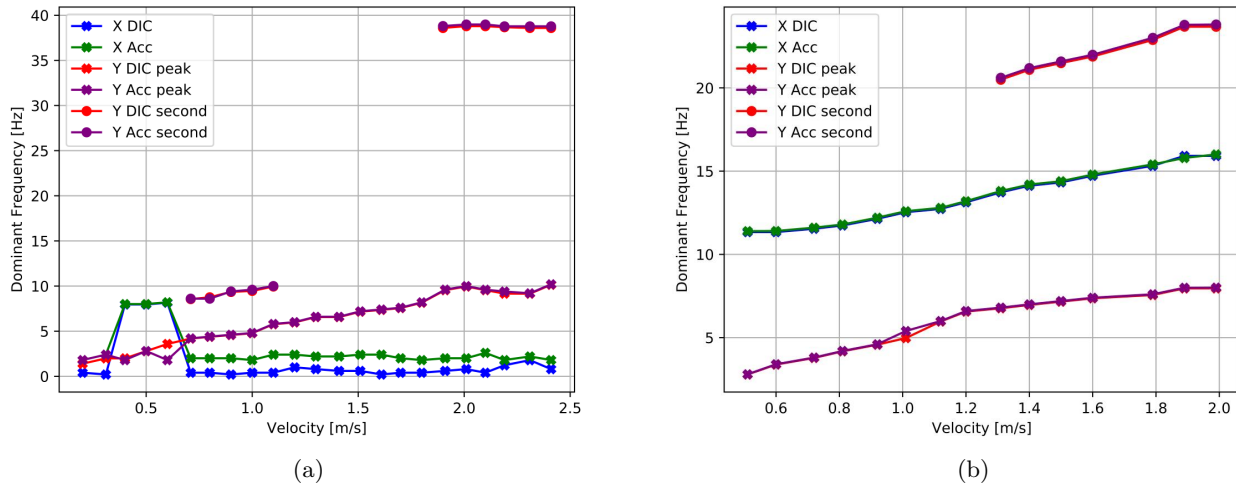 40
35
30
25
20
15
10
5
0
Dominant Frequency [Hz]
X DIC
X Acc
Y DIC peak
Y Acc peak
Y DIC second
Y Acc second
0.5
1.0
1.5
2.0
2.5
Velocity [m/s]
(a)
20
15
10
5
Dominant Frequency [Hz]
X DIC
X Acc
Y DIC peak
Y Acc peak
Y DIC second
Y Acc second
0.6
0.8
1.0
1.2
1.4
1.6
1.8
2.0
Velocity [m/s]
(b)